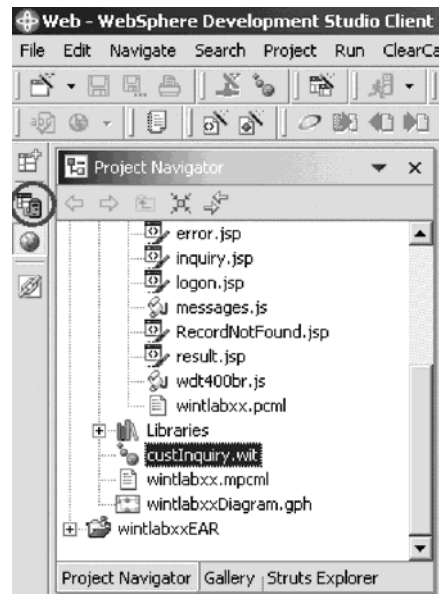 Web - WebSphere Development Studio Client
File Edit Navigate Search Project Run ClearCa
Project Navigator
error.jsp
inquiry.jsp
logon.jsp
messages.js
RecordNotFound.jsp
result.jsp
wdt400br.js
wintlabxx.pcml
Libraries
custInquiry.wit
wintlabxx.mpcml
wintlabxxDiagram.gph
wintlabxxEAR
Project Navigator Gallery Struts Explorer